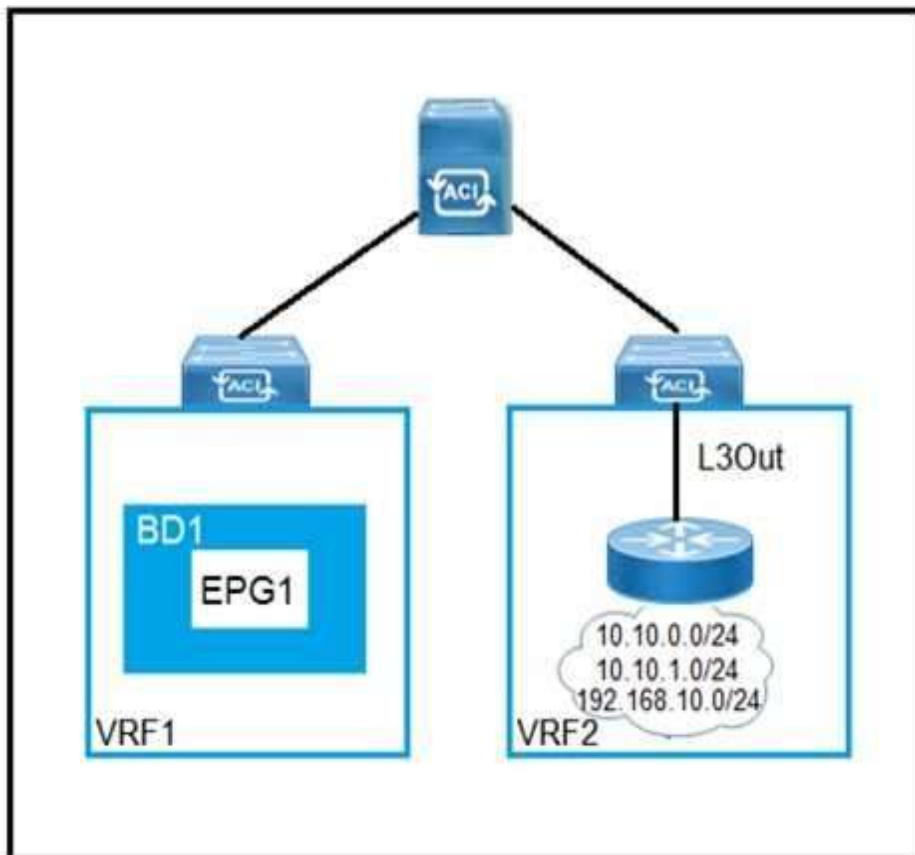 ACI
ACI
ACI
L3Out
BD1
EPG1
10.10.0.0/24
10.10.1.0/24
192.168.10.0/24
VRF1
VRF2